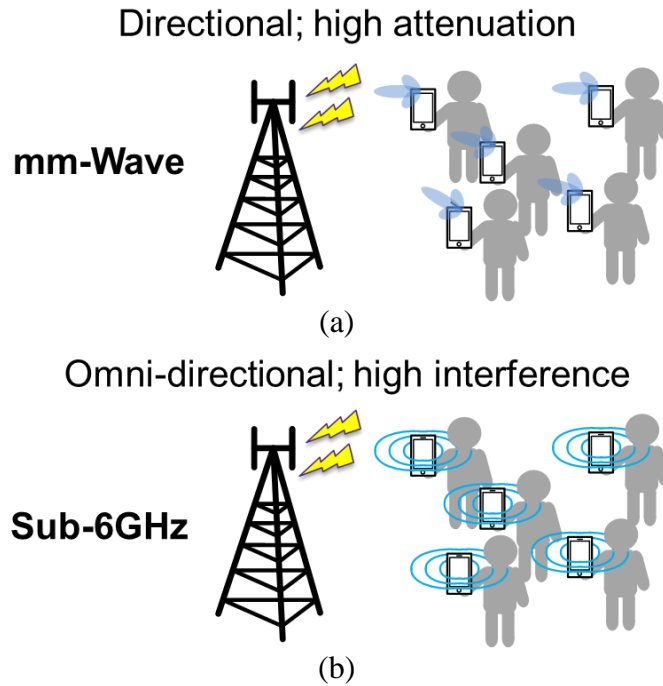 Directional; high attenuation
mm-Wave
(a)
Omni-directional; high interference
Sub-6GHz
(b)